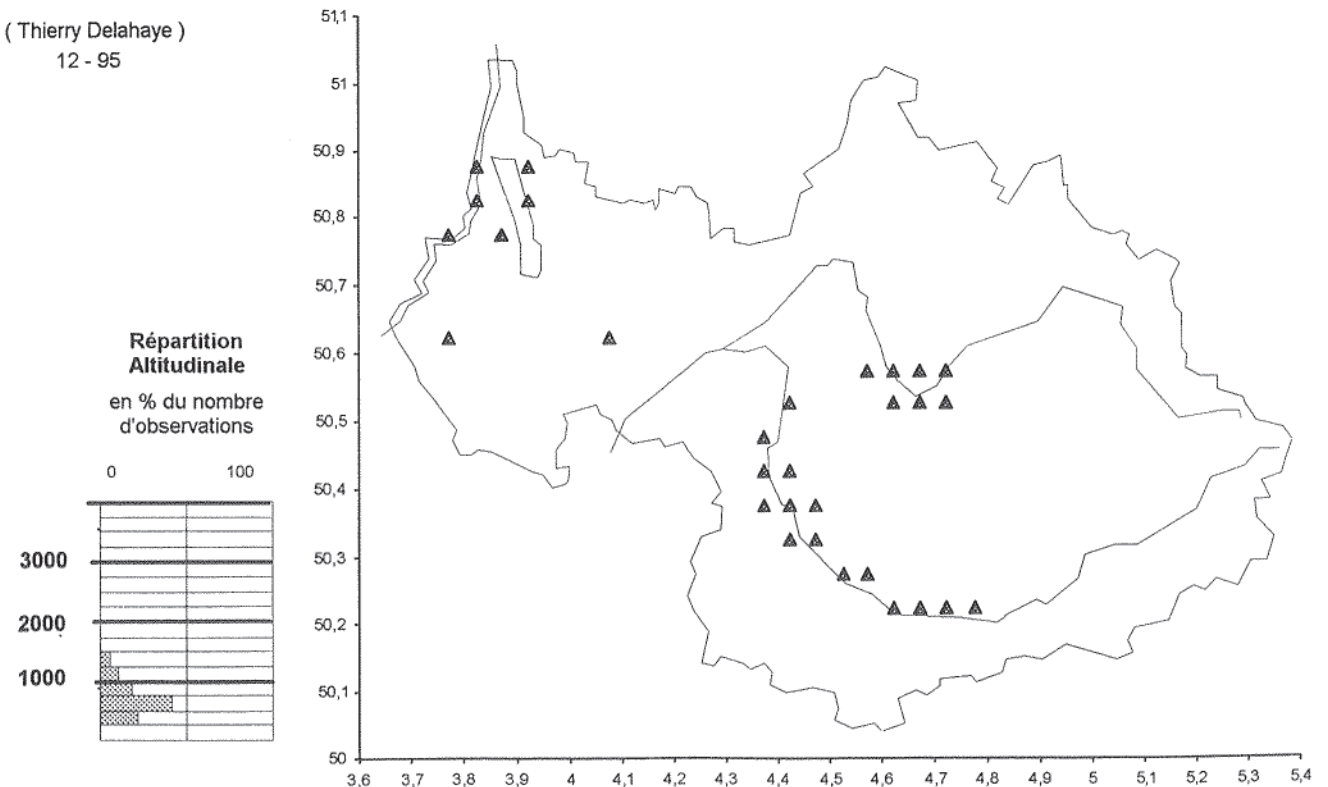 ( Thierry Delahaye )
12 - 95
Répartition
Altitudinale
en % du nombre
d'observations
0 100
3000
2000
1000
51,1
51
50,9
50,8
50,7
50,6
50,5
50,4
50,3
50,2
50,1
50
3,6 3,7 3,8 3,9 4 4,1 4,2 4,3 4,4 4,5 4,6 4,7 4,8 4,9 5 5,1 5,2 5,3 5,4